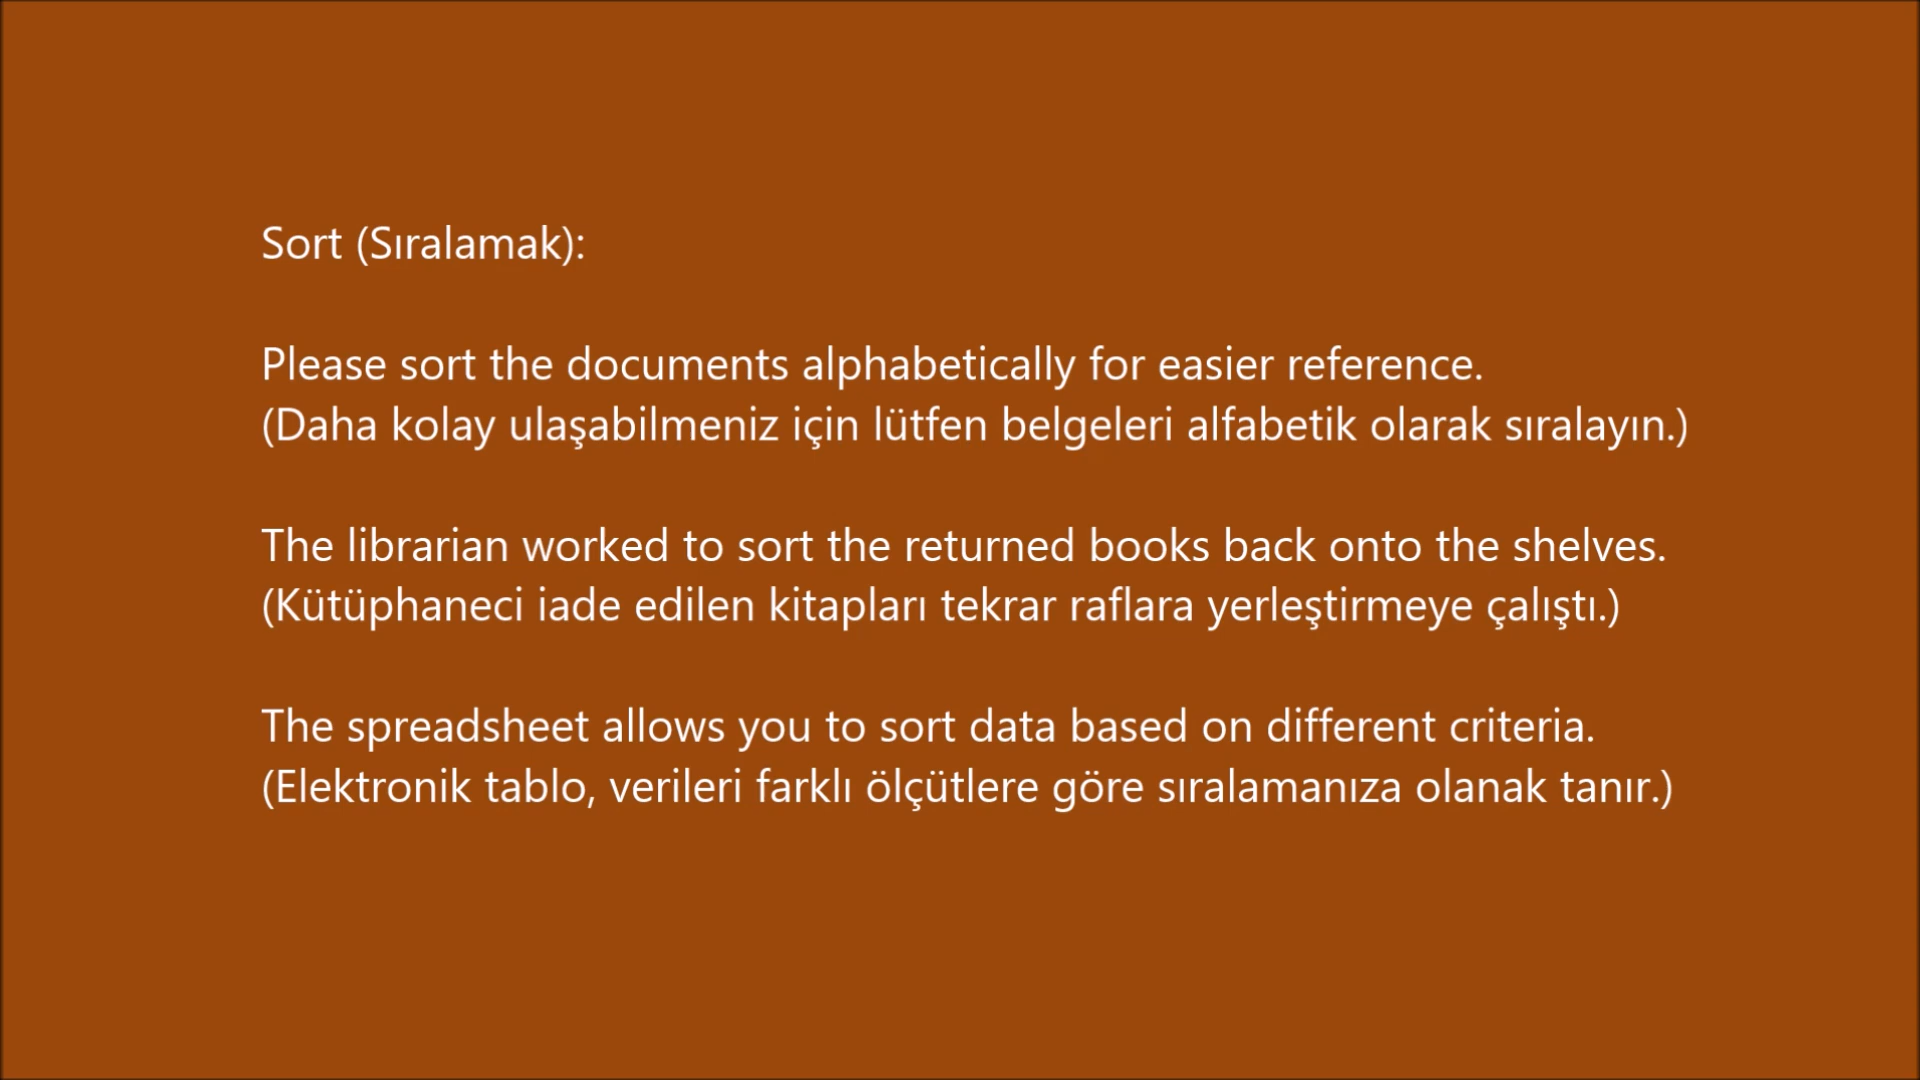 Sort (Sıralamak):
Please sort the documents alphabetically for easier reference.
(Daha kolay ulaşabilmeniz için lütfen belgeleri alfabetik olarak sıralayın.)
The librarian worked to sort the returned books back onto the shelves.
(Kütüphaneci iade edilen kitapları tekrar raflara yerleştirmeye çalıştı.)
The spreadsheet allows you to sort data based on different criteria.
(Elektronik tablo, verileri farklı ölçütlere göre sıralamanıza olanak tanır.)